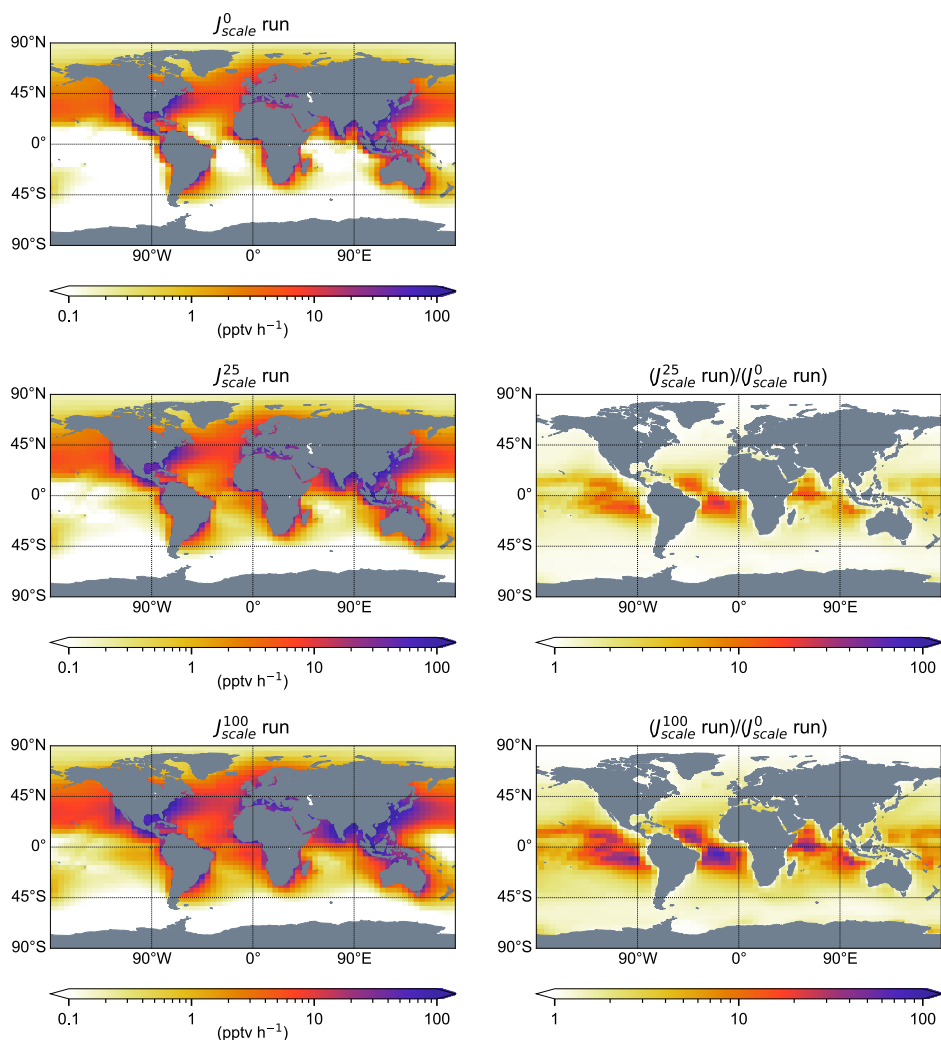 J⁰scale run
90°N
45°N
0°
45°S
90°S
90°W 0° 90°E
0.1 1 10 100
(pptv h⁻¹)
J²⁵scale run
90°N
45°N
0°
45°S
90°S
90°W 0° 90°E
0.1 1 10 100
(pptv h⁻¹)
(J²⁵scale run)/(J⁰scale run)
90°N
45°N
0°
45°S
90°S
90°W 0° 90°E
1 10 100
J¹⁰⁰scale run
90°N
45°N
0°
45°S
90°S
90°W 0° 90°E
0.1 1 10 100
(pptv h⁻¹)
(J¹⁰⁰scale run)/(J⁰scale run)
90°N
45°N
0°
45°S
90°S
90°W 0° 90°E
1 10 100